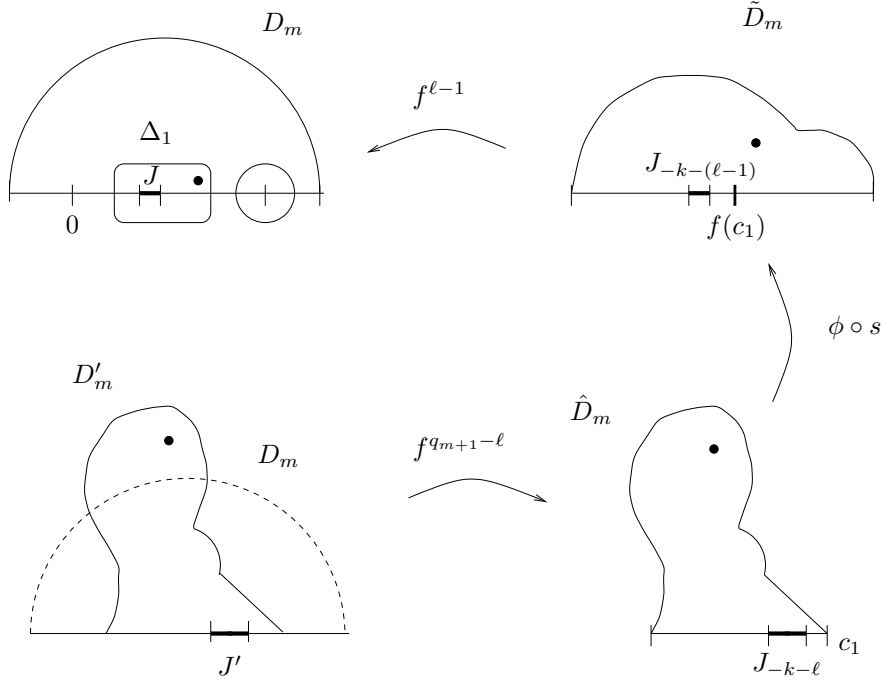 $D_m$
$\tilde{D}_m$
$f^{\ell-1}$
$\Delta_1$
$J$
$J_{-k-(\ell-1)}$
$0$
$f(c_1)$
$\phi \circ s$
$D'_m$
$\hat{D}_m$
$D_m$
$f^{q_{m+1}-\ell}$
$J'$
$J_{-k-\ell}$
$c_1$